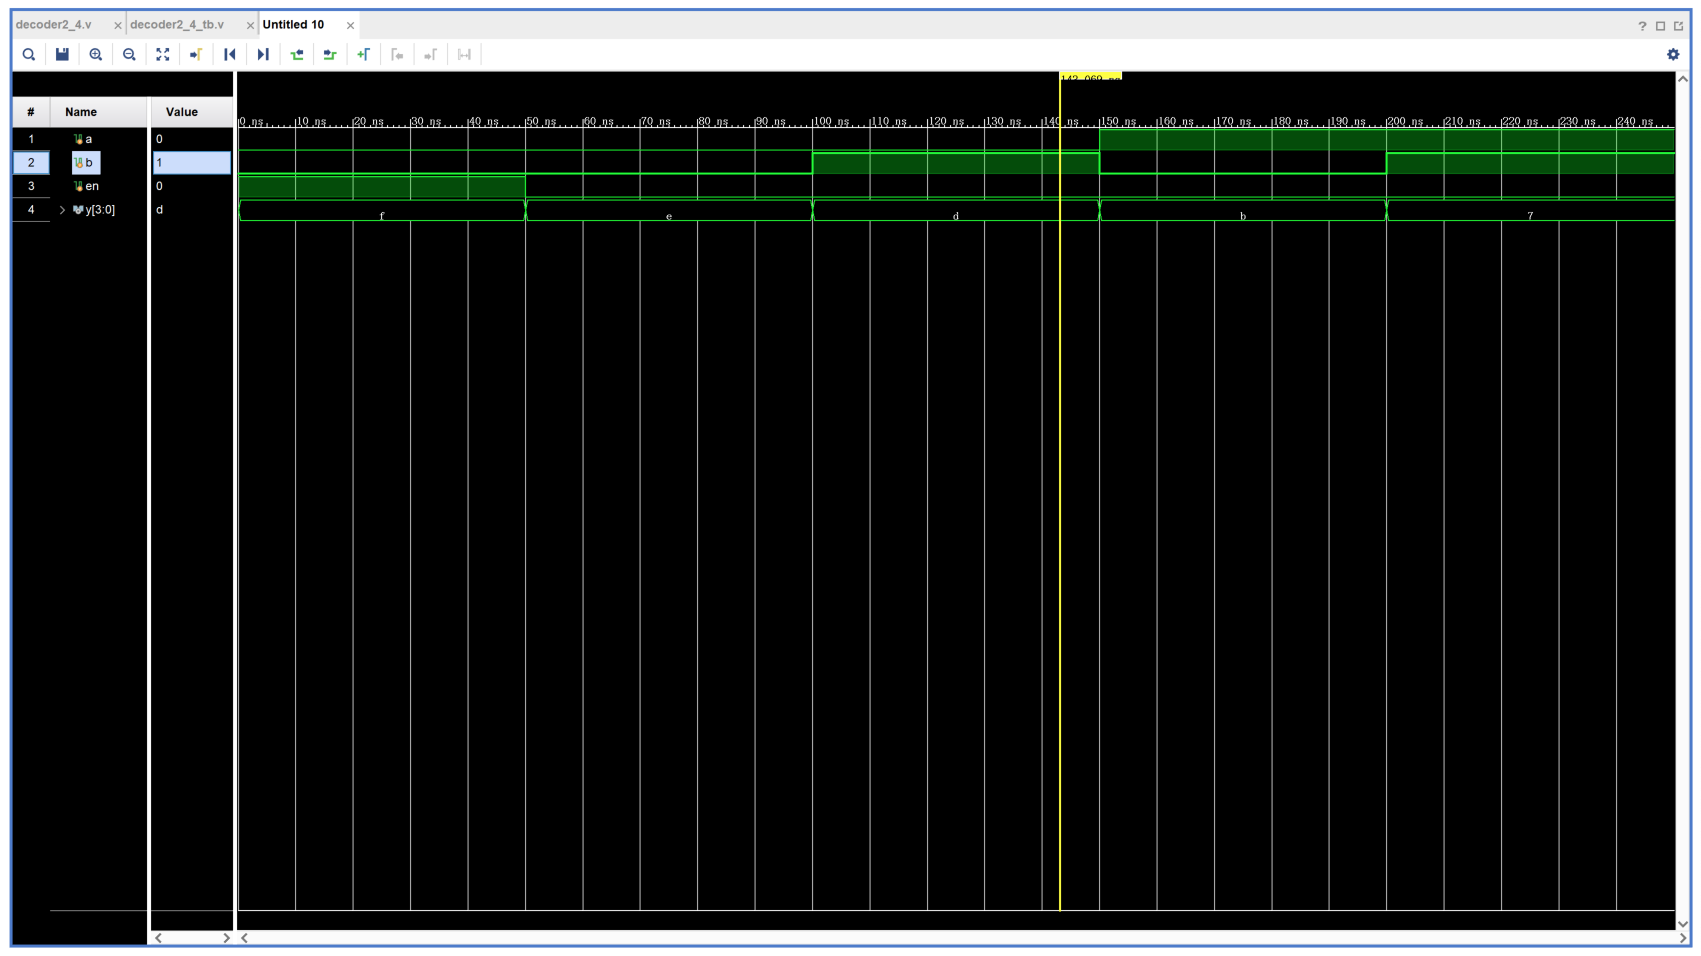 decoder2_4.v × decoder2_4_tb.v × Untitled 10 ×
?
143.069 ns
# Name Value
0 ns 10 ns 20 ns 30 ns 40 ns 50 ns 60 ns 70 ns 80 ns 90 ns 100 ns 110 ns 120 ns 130 ns 140 ns 150 ns 160 ns 170 ns 180 ns 190 ns 200 ns 210 ns 220 ns 230 ns 240 ns
1 a 0
2 b 1
3 en 0
4 y[3:0] d f e d b 7